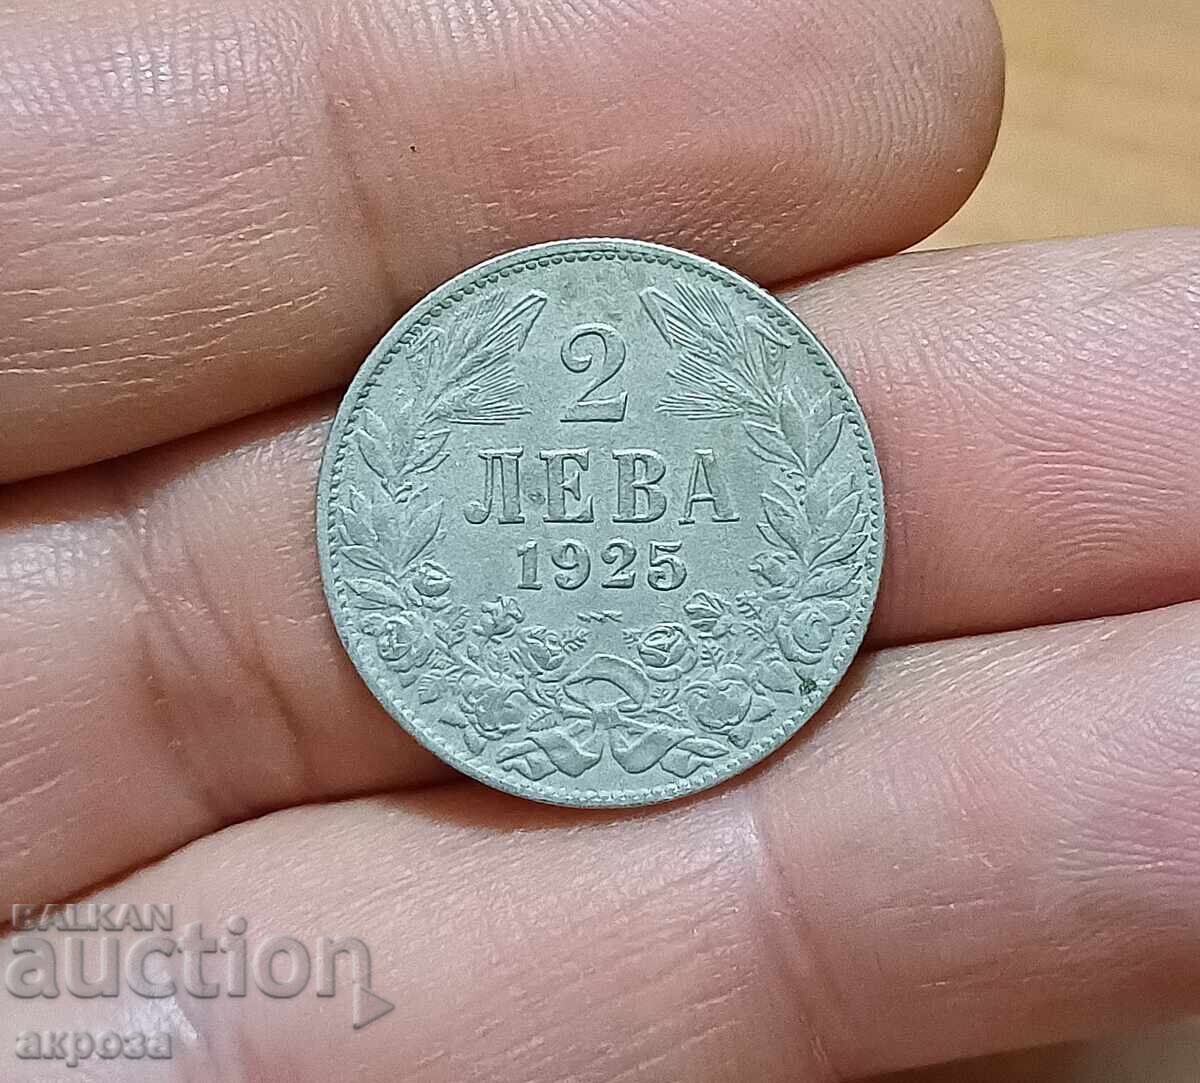 2
ЛЕВА
1925
BALKAN
auction
акроза